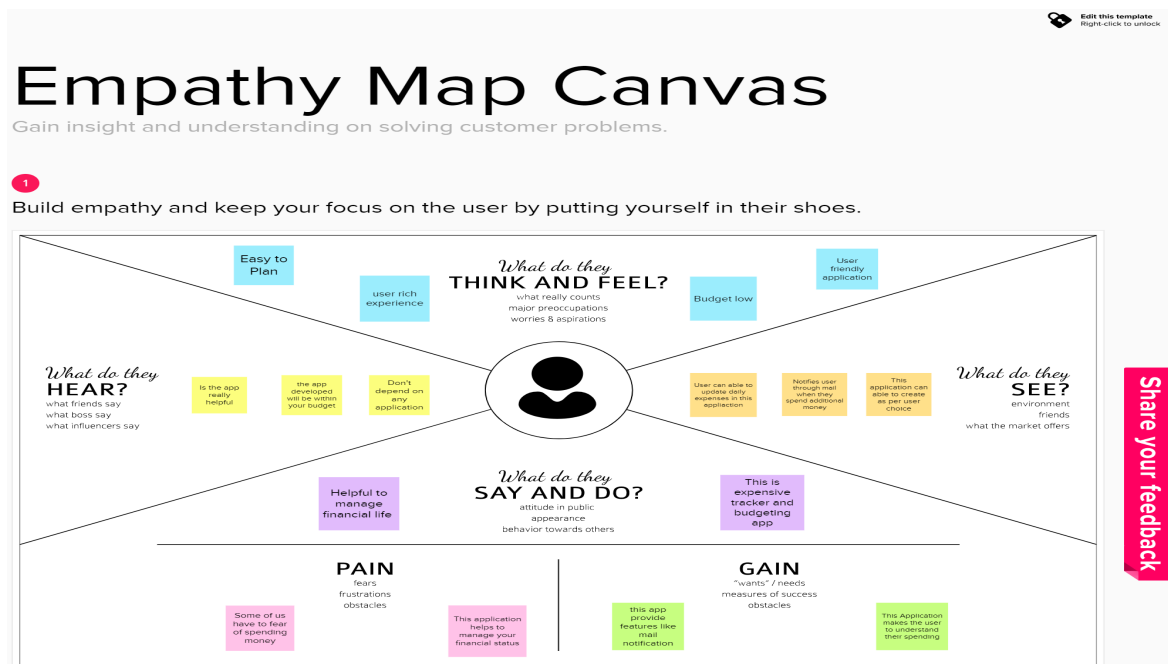 Edit this template
Right-click to unlock
Empathy Map Canvas
Gain insight and understanding on solving customer problems.
1
Build empathy and keep your focus on the user by putting yourself in their shoes.
Easy to
Plan
user rich
experience
What do they
THINK AND FEEL?
what really counts
major preoccupations
worries & aspirations
Budget low
User
friendly
application
What do they
HEAR?
what friends say
what boss say
what influencers say
Is the app
really
helpful
the app
developed
will be within
your budget
Don't
depend on
any
application
User can able to
update daily
expenses in this
appliaction
Notifies user
through mail
when they
spend additional
money
This
application can
able to create
as per user
choice
What do they
SEE?
environment
friends
what the market offers
Helpful to
manage
financial life
What do they
SAY AND DO?
attitude in public
appearance
behavior towards others
This is
expensive
tracker and
budgeting
app
PAIN
fears
frustrations
obstacles
Some of us
have to fear
of spending
money
This application
helps to
manage your
financial status
GAIN
"wants" / needs
measures of success
obstacles
this app
provide
features like
mail
notification
This Application
makes the user
to understand
their spending
Share your feedback